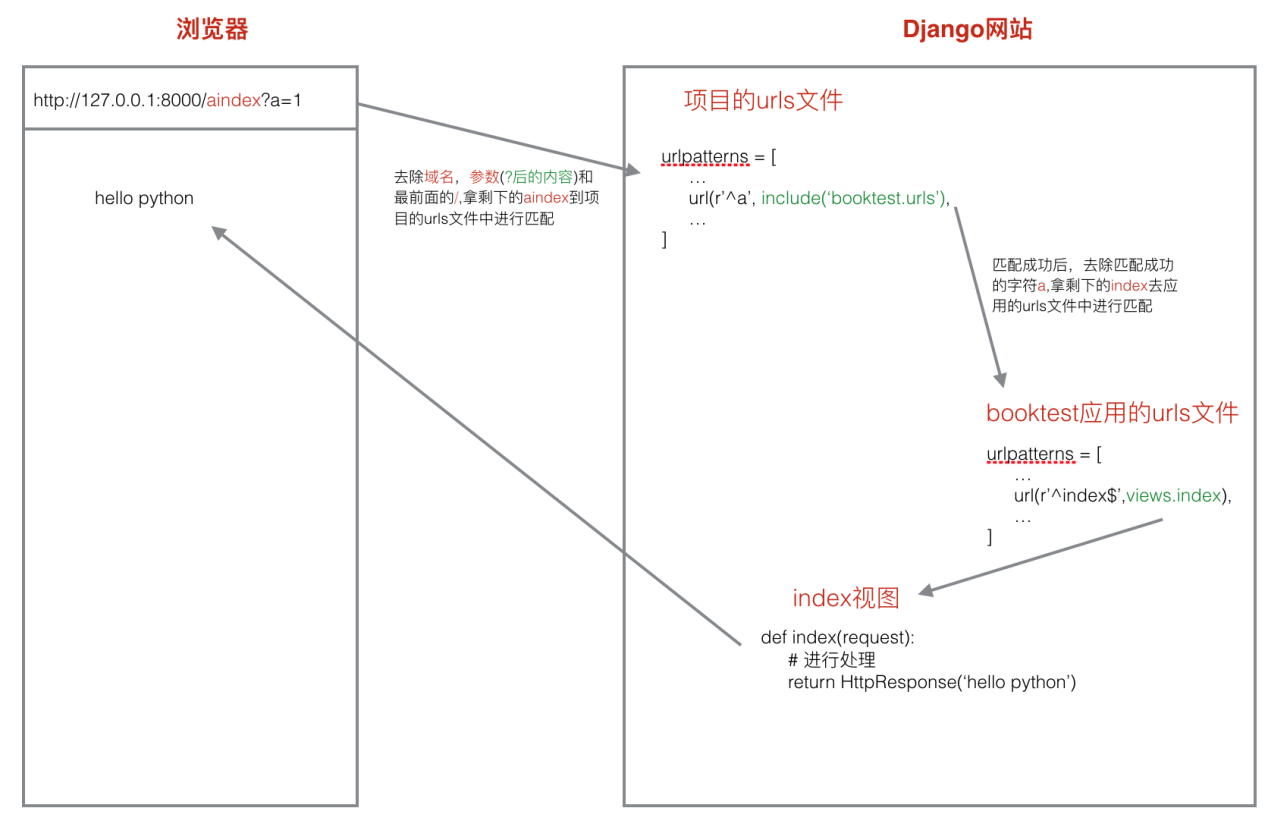 浏览器
Django网站
http://127.0.0.1:8000/aindex?a=1
hello python
去除域名，参数(?后的内容)和
最前面的/,拿剩下的aindex到项
目的urls文件中进行匹配
项目的urls文件
urlpatterns = [
...
url(r’^a’, include(‘booktest.urls’),
...
]
匹配成功后，去除匹配成功
的字符a,拿剩下的index去应
用的urls文件中进行匹配
booktest应用的urls文件
urlpatterns = [
...
url(r’^index$’,views.index),
...
]
index视图
def index(request):
# 进行处理
return HttpResponse(‘hello python’)